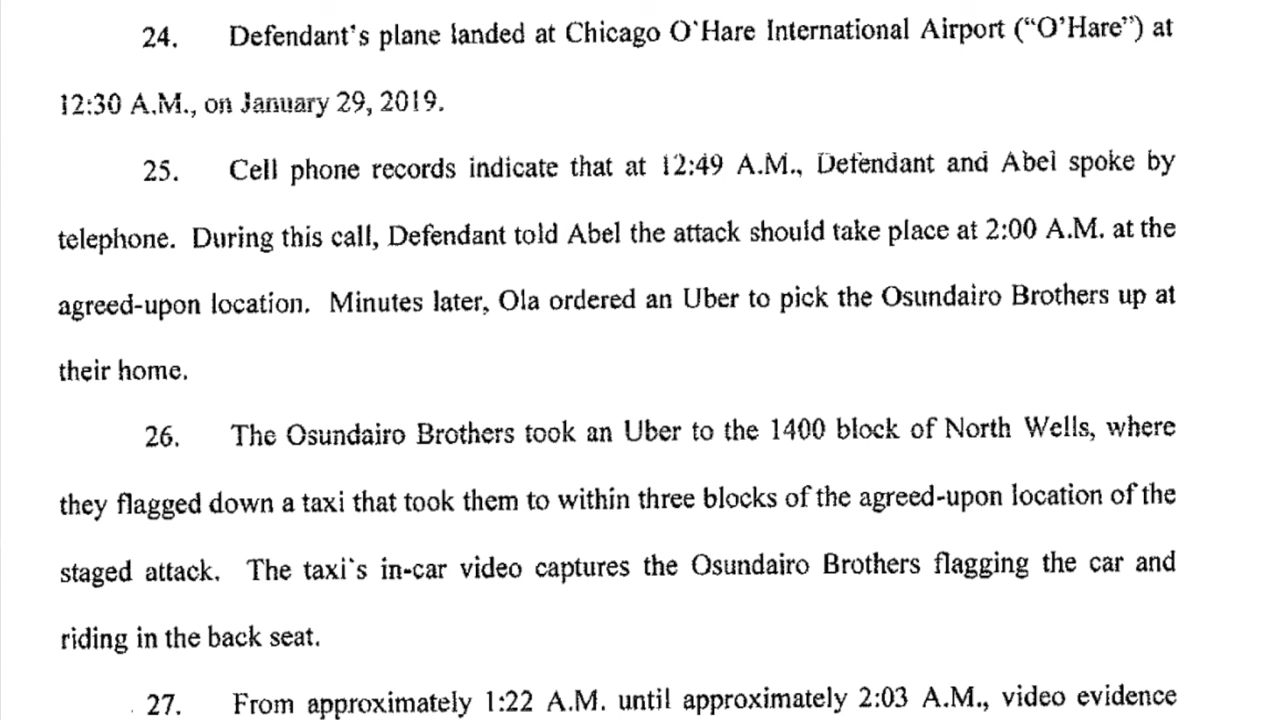 24. Defendant's plane landed at Chicago O'Hare International Airport ("O'Hare") at
12:30 A.M., on January 29, 2019.
25. Cell phone records indicate that at 12:49 A.M., Defendant and Abel spoke by
telephone. During this call, Defendant told Abel the attack should take place at 2:00 A.M. at the
agreed-upon location. Minutes later, Ola ordered an Uber to pick the Osundairo Brothers up at
their home.
26. The Osundairo Brothers took an Uber to the 1400 block of North Wells, where
they flagged down a taxi that took them to within three blocks of the agreed-upon location of the
staged attack. The taxi's in-car video captures the Osundairo Brothers flagging the car and
riding in the back seat.
27. From approximately 1:22 A.M. until approximately 2:03 A.M., video evidence